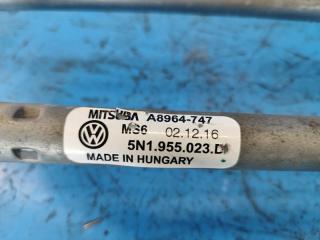 MITSUBA A8964-747
MS6 02.12.16
5N1.955.023.D
MADE IN HUNGARY